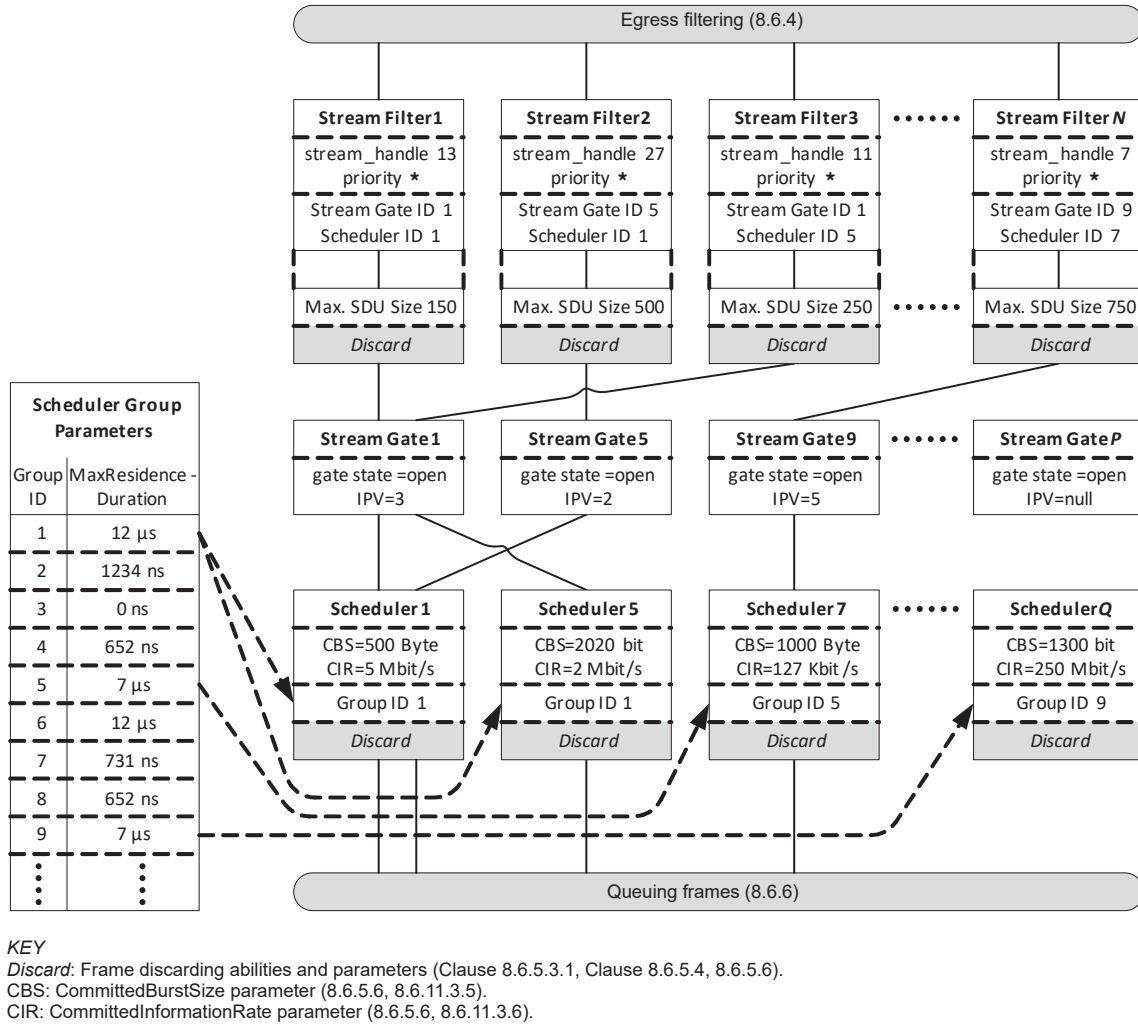 Egress filtering (8.6.4)
Stream Filter1
stream_handle 13
priority *
Stream Gate ID 1
Scheduler ID 1
Max. SDU Size 150
Discard
Stream Filter2
stream_handle 27
priority *
Stream Gate ID 5
Scheduler ID 1
Max. SDU Size 500
Discard
Stream Filter3
stream_handle 11
priority *
Stream Gate ID 1
Scheduler ID 5
Max. SDU Size 250
Discard
Stream Filter N
stream_handle 7
priority *
Stream Gate ID 9
Scheduler ID 7
Max. SDU Size 750
Discard
Scheduler Group
Parameters
Group ID
MaxResidence - Duration
1 12 µs
2 1234 ns
3 0 ns
4 652 ns
5 7 µs
6 12 µs
7 731 ns
8 652 ns
9 7 µs
Stream Gate 1
gate state =open
IPV=3
Stream Gate 5
gate state =open
IPV=2
Stream Gate 9
gate state =open
IPV=5
Stream Gate P
gate state =open
IPV=null
Scheduler 1
CBS=500 Byte
CIR=5 Mbit/s
Group ID 1
Discard
Scheduler 5
CBS=2020 bit
CIR=2 Mbit/s
Group ID 1
Discard
Scheduler 7
CBS=1000 Byte
CIR=127 Kbit/s
Group ID 5
Discard
SchedulerQ
CBS=1300 bit
CIR=250 Mbit/s
Group ID 9
Discard
Queuing frames (8.6.6)
KEY
Discard: Frame discarding abilities and parameters (Clause 8.6.5.3.1, Clause 8.6.5.4, 8.6.5.6).
CBS: CommittedBurstSize parameter (8.6.5.6, 8.6.11.3.5).
CIR: CommittedInformationRate parameter (8.6.5.6, 8.6.11.3.6).